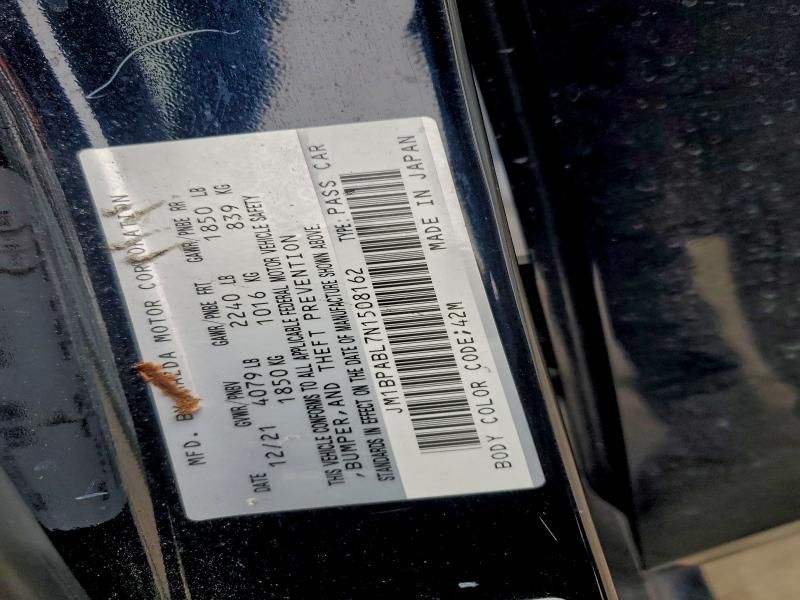 MFD. BY MAZDA MOTOR CORPORATION
DATE GVWR/PNBV GAWR/PNBE FRT GAWR/PNBE RR
12/21 4079 LB 2240 LB 1850 LB
1850 KG 1016 KG 839 KG
THIS VEHICLE CONFORMS TO ALL APPLICABLE FEDERAL MOTOR VEHICLE SAFETY
, BUMPER, AND THEFT PREVENTION
STANDARDS IN EFFECT ON THE DATE OF MANUFACTURE SHOWN ABOVE
JM1BPABL7N1508162 TYPE: PASS CAR
BODY COLOR CODE;42M MADE IN JAPAN